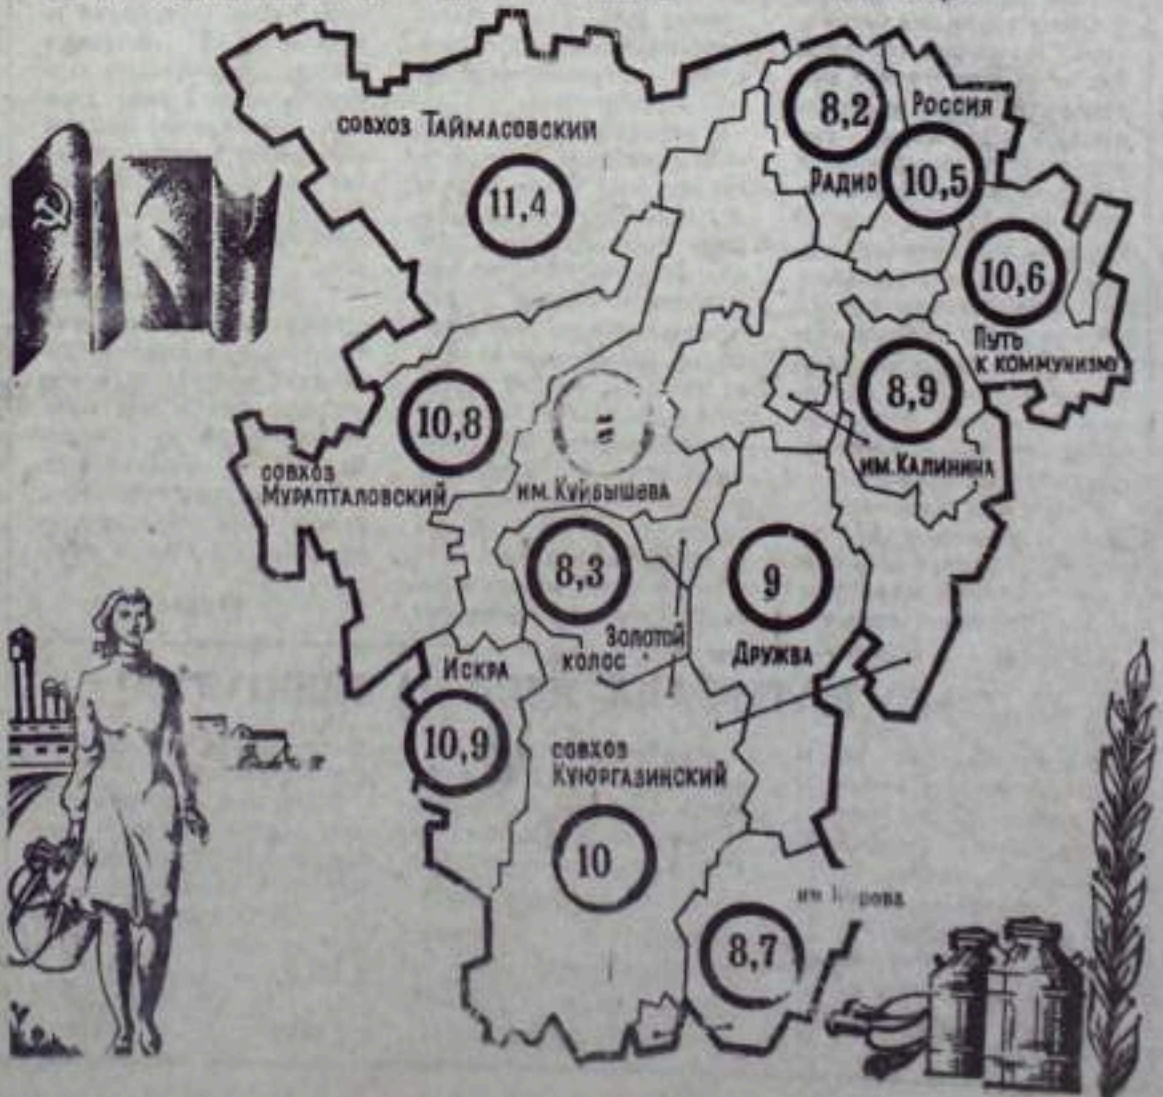 СОВХОЗ ТАЙМАСОВСКИЙ
11,4
8,2
РАДИО
РОССИЯ
10,5
10,6
ПУТЬ
К КОММУНИЗМУ
10,8
СОВХОЗ
МУРАПТАЛОВСКИЙ
ИМ. КУЙБЫШЕВА
8,9
ИМ. КАЛИНИНА
8,3
ЗОЛОТОЙ
КОЛОС
9
ДРУЖБА
ИСКРА
10,9
СОВХОЗ
КУЮРГАЗИНСКИЙ
10
им
8,7